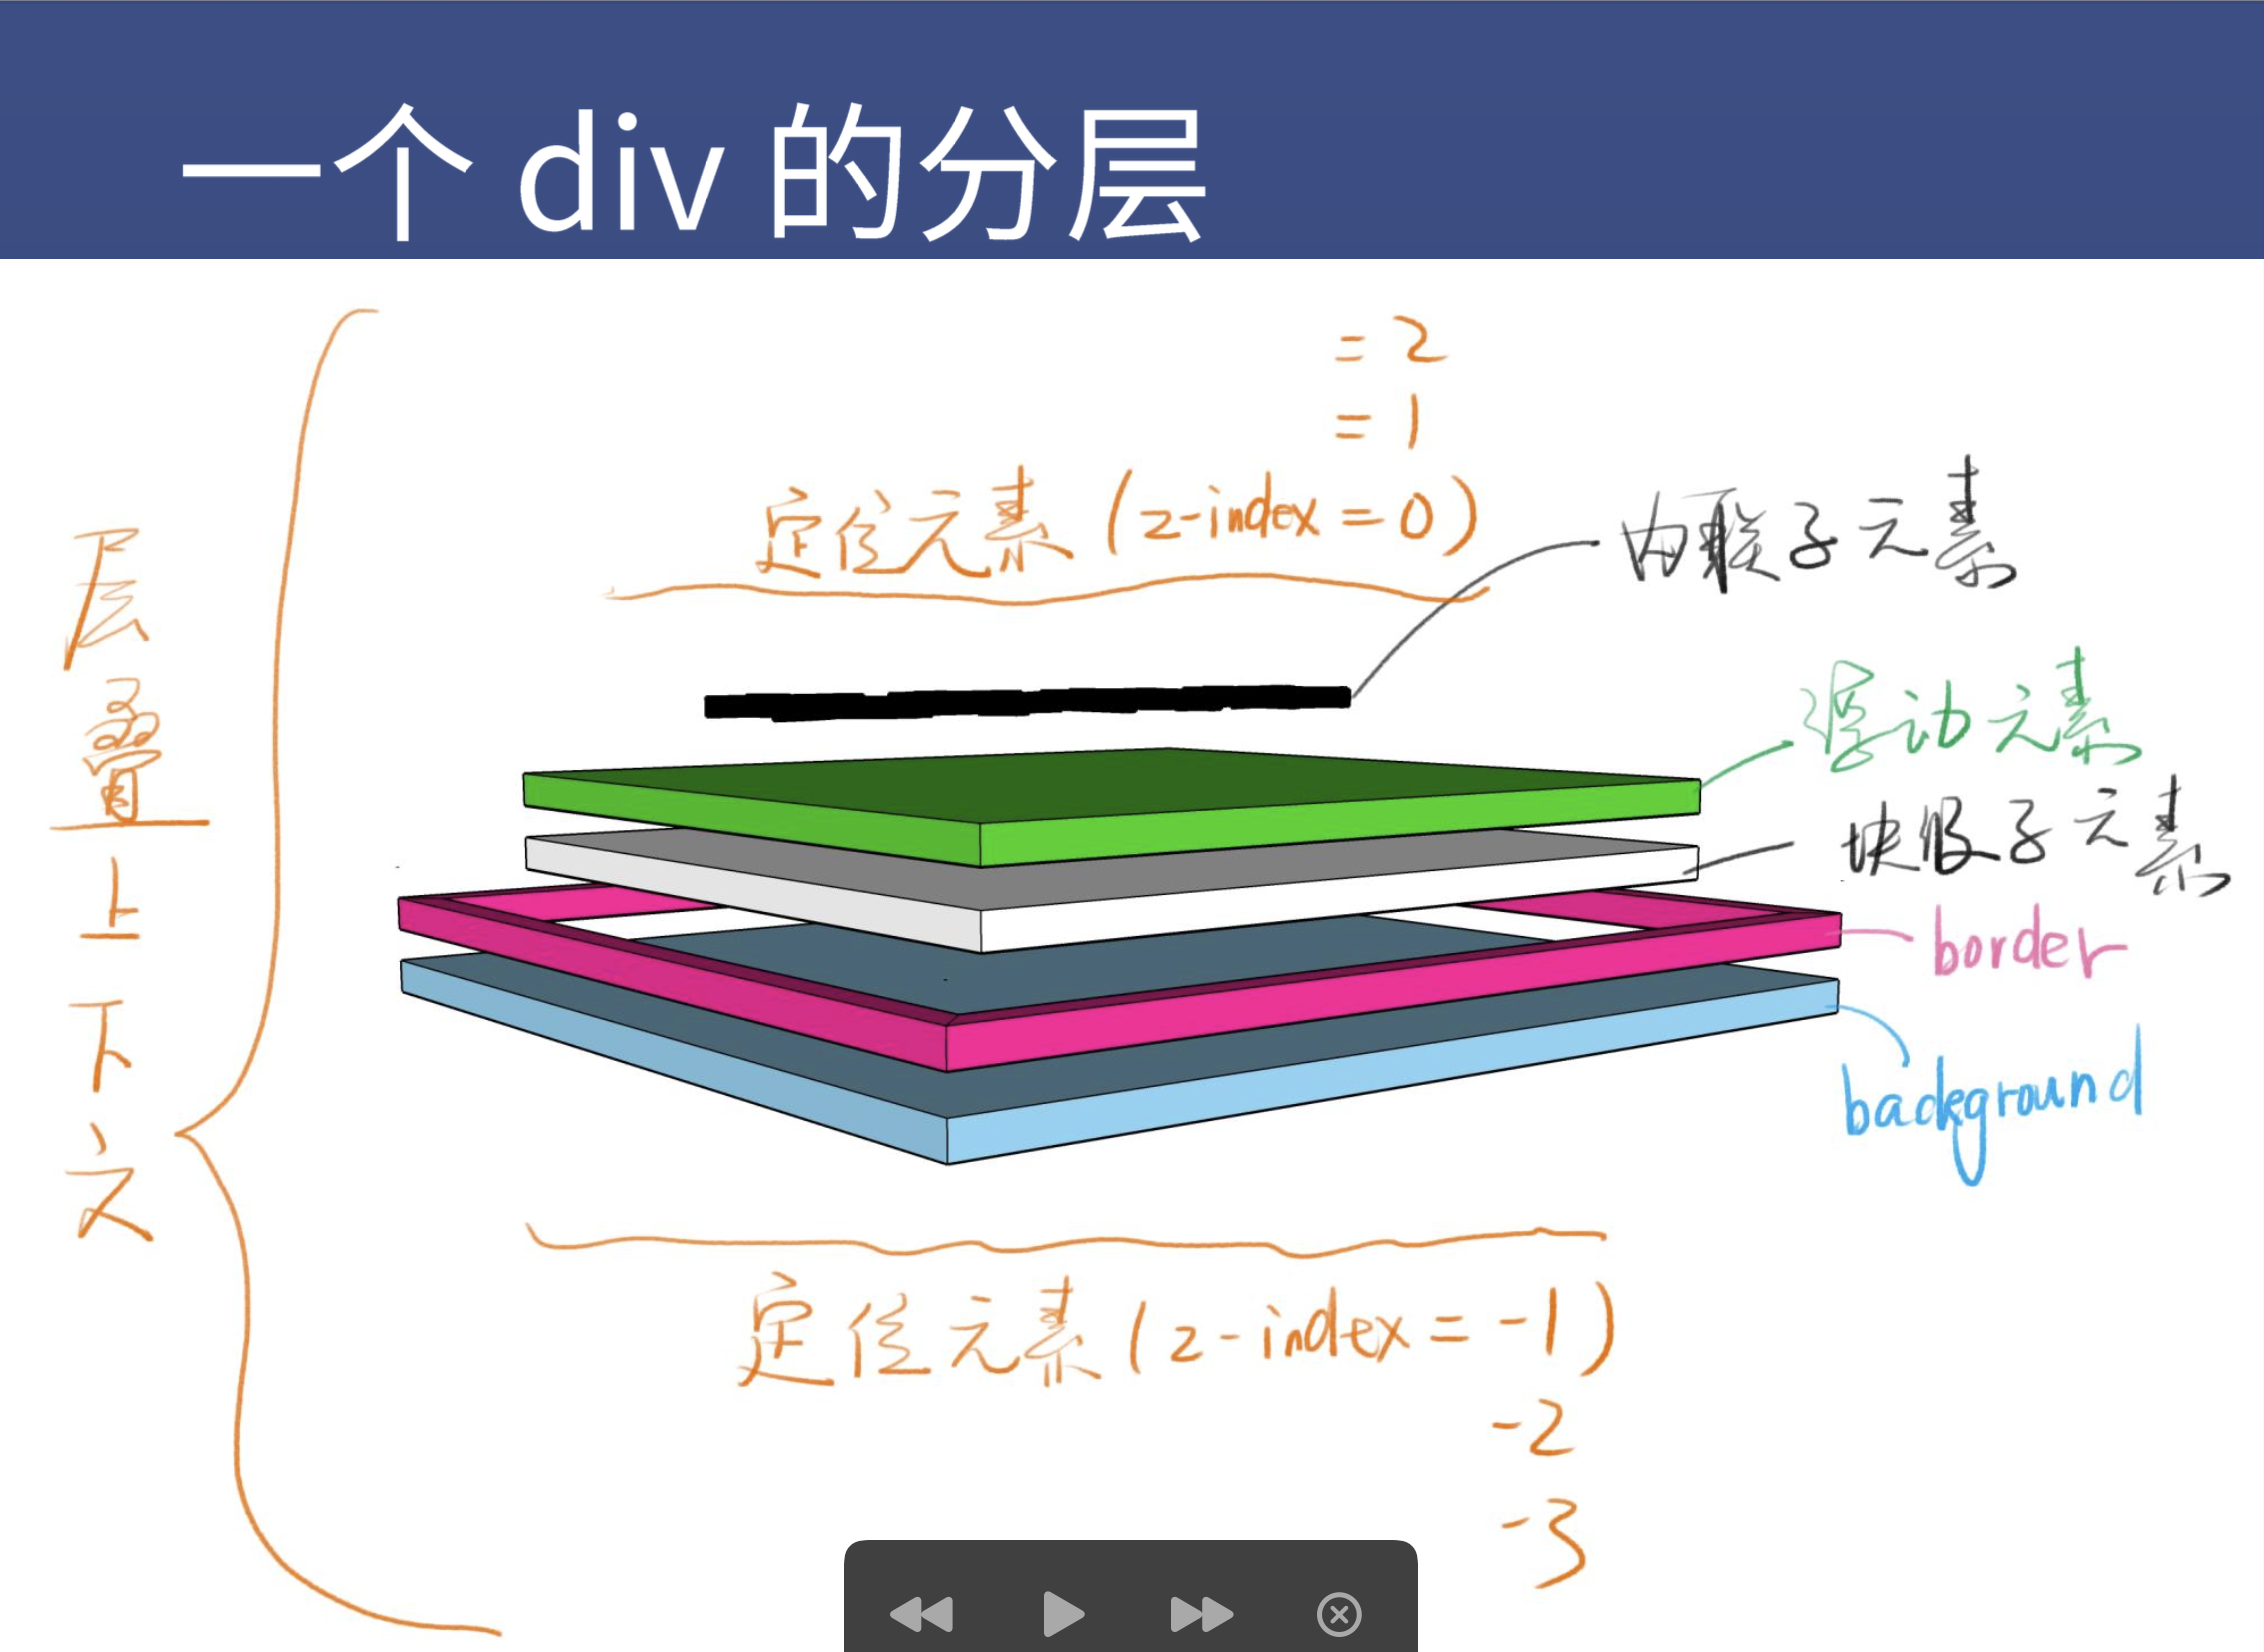 一个 div 的分层
= 2
= 1
定位元素 (z-index = 0)
内联子元素
浮动元素
块级子元素
border
background
层叠上下文
定位元素 (z-index = -1)
-2
-3